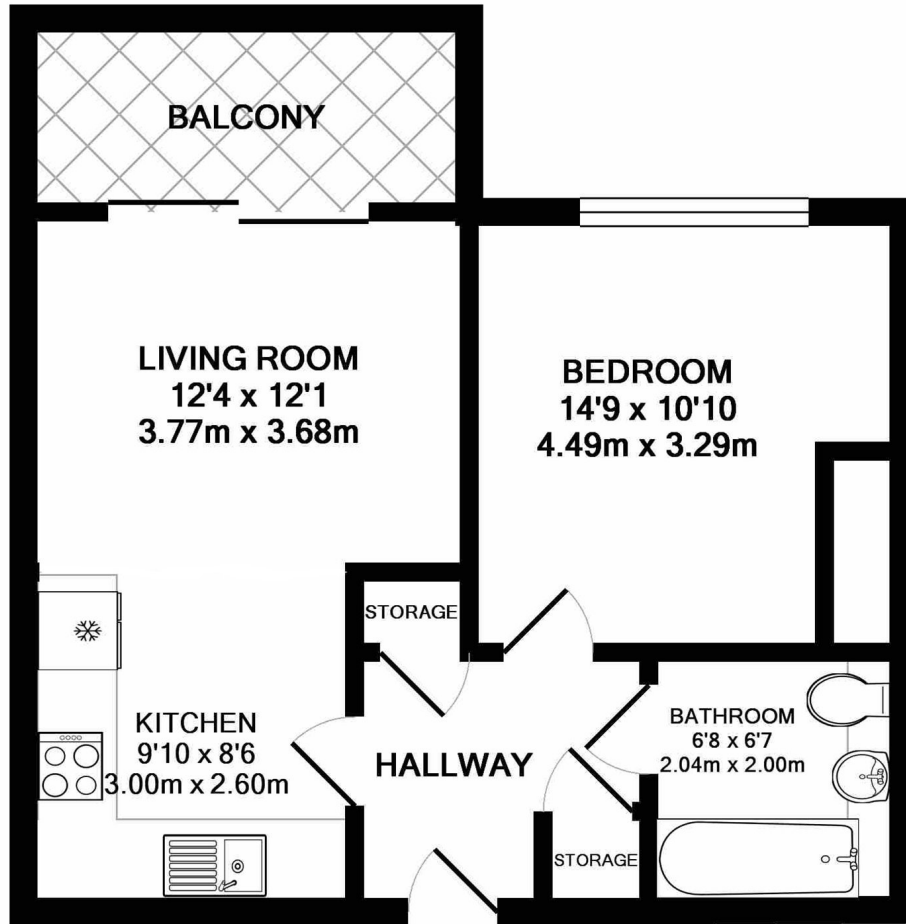 BALCONY
LIVING ROOM
12'4 x 12'1
3.77m x 3.68m
BEDROOM
14'9 x 10'10
4.49m x 3.29m
STORAGE
KITCHEN
9'10 x 8'6
3.00m x 2.60m
HALLWAY
BATHROOM
6'8 x 6'7
2.04m x 2.00m
STORAGE